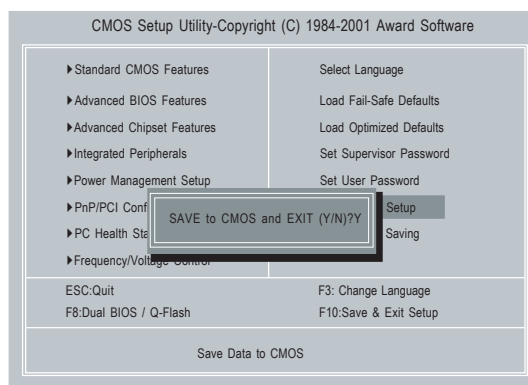 CMOS Setup Utility-Copyright (C) 1984-2001 Award Software
▶Standard CMOS Features
▶Advanced BIOS Features
▶Advanced Chipset Features
▶Integrated Peripherals
▶Power Management Setup
▶PnP/PCI Conf
▶PC Health Sta
▶Frequency/Voltage Control
Select Language
Load Fail-Safe Defaults
Load Optimized Defaults
Set Supervisor Password
Set User Password
Setup
Saving
SAVE to CMOS and EXIT (Y/N)?Y
ESC:Quit
F3: Change Language
F8:Dual BIOS / Q-Flash
F10:Save & Exit Setup
Save Data to CMOS